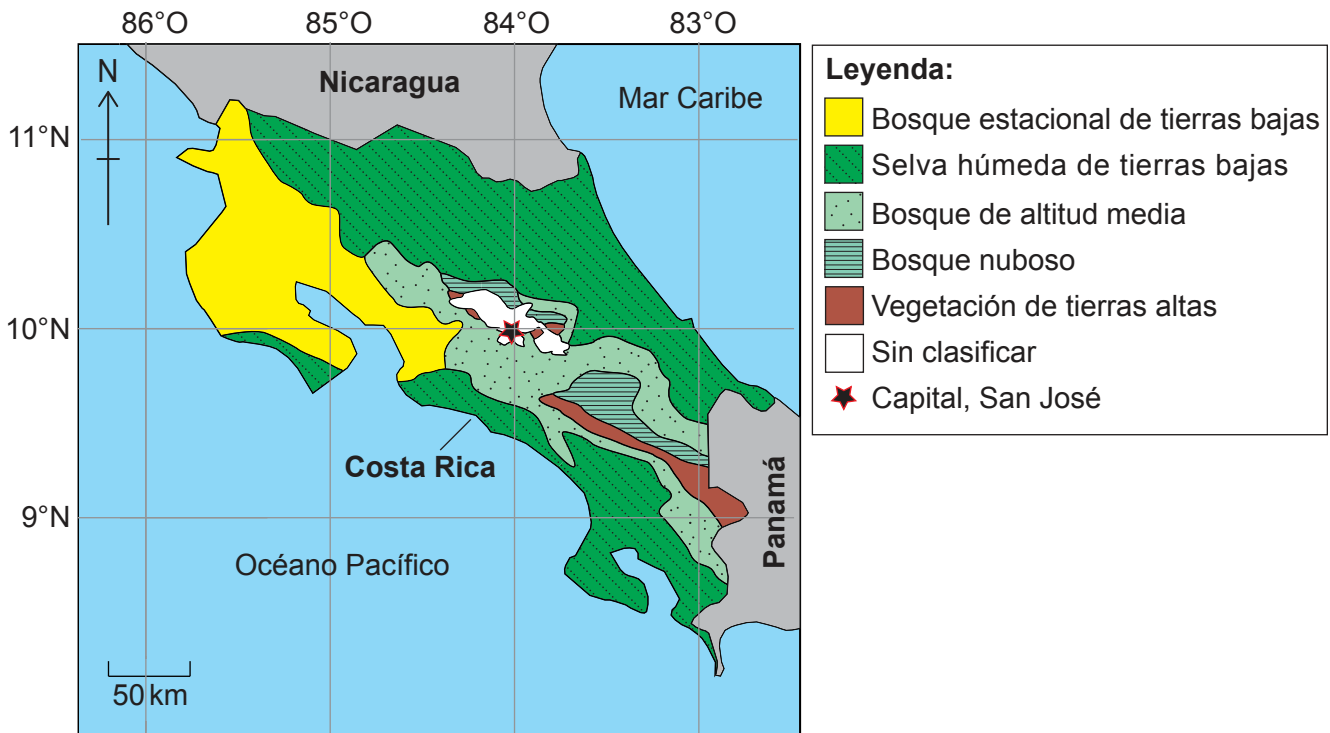 86°O 85°O 84°O 83°O
N
Nicaragua
Mar Caribe
11°N
10°N
Costa Rica
9°N
Panamá
Océano Pacífico
50 km
Leyenda:
Bosque estacional de tierras bajas
Selva húmeda de tierras bajas
Bosque de altitud media
Bosque nuboso
Vegetación de tierras altas
Sin clasificar
Capital, San José